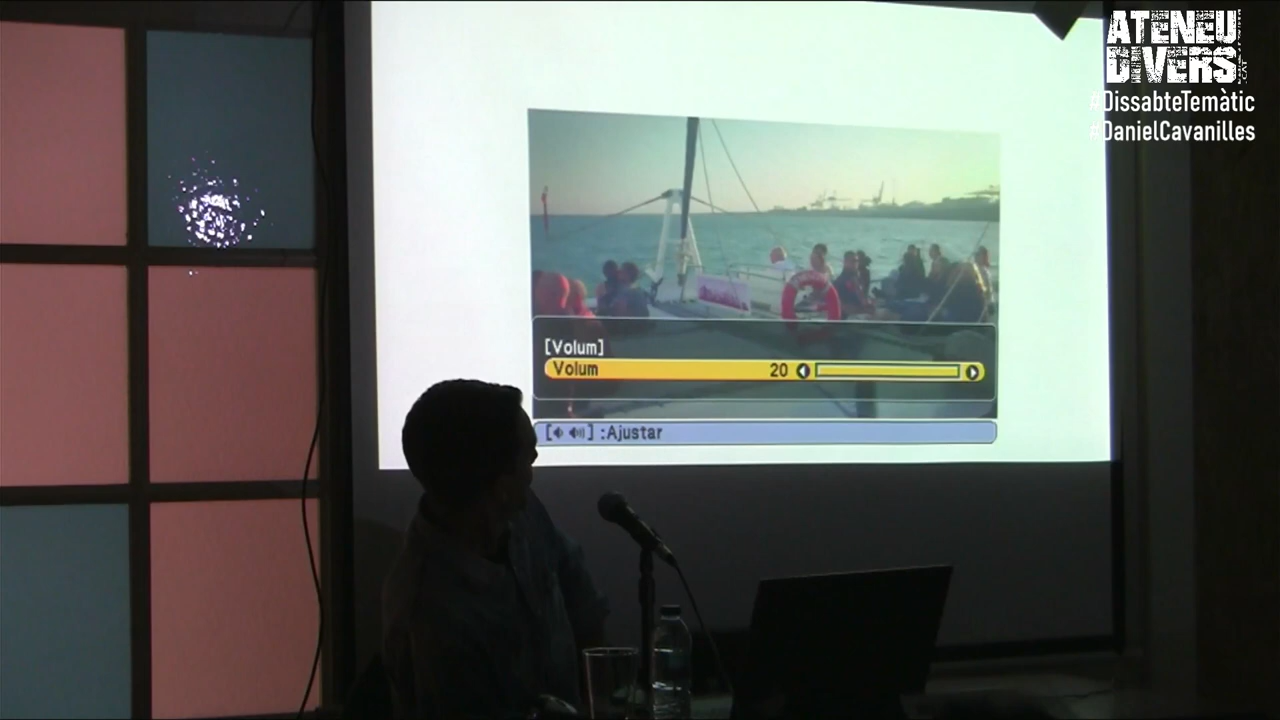 ATENEU
DIVERS
#DissabteTemàtic
#DanielCavanilles
[Volum]
Volum 20
[ ] :Ajustar